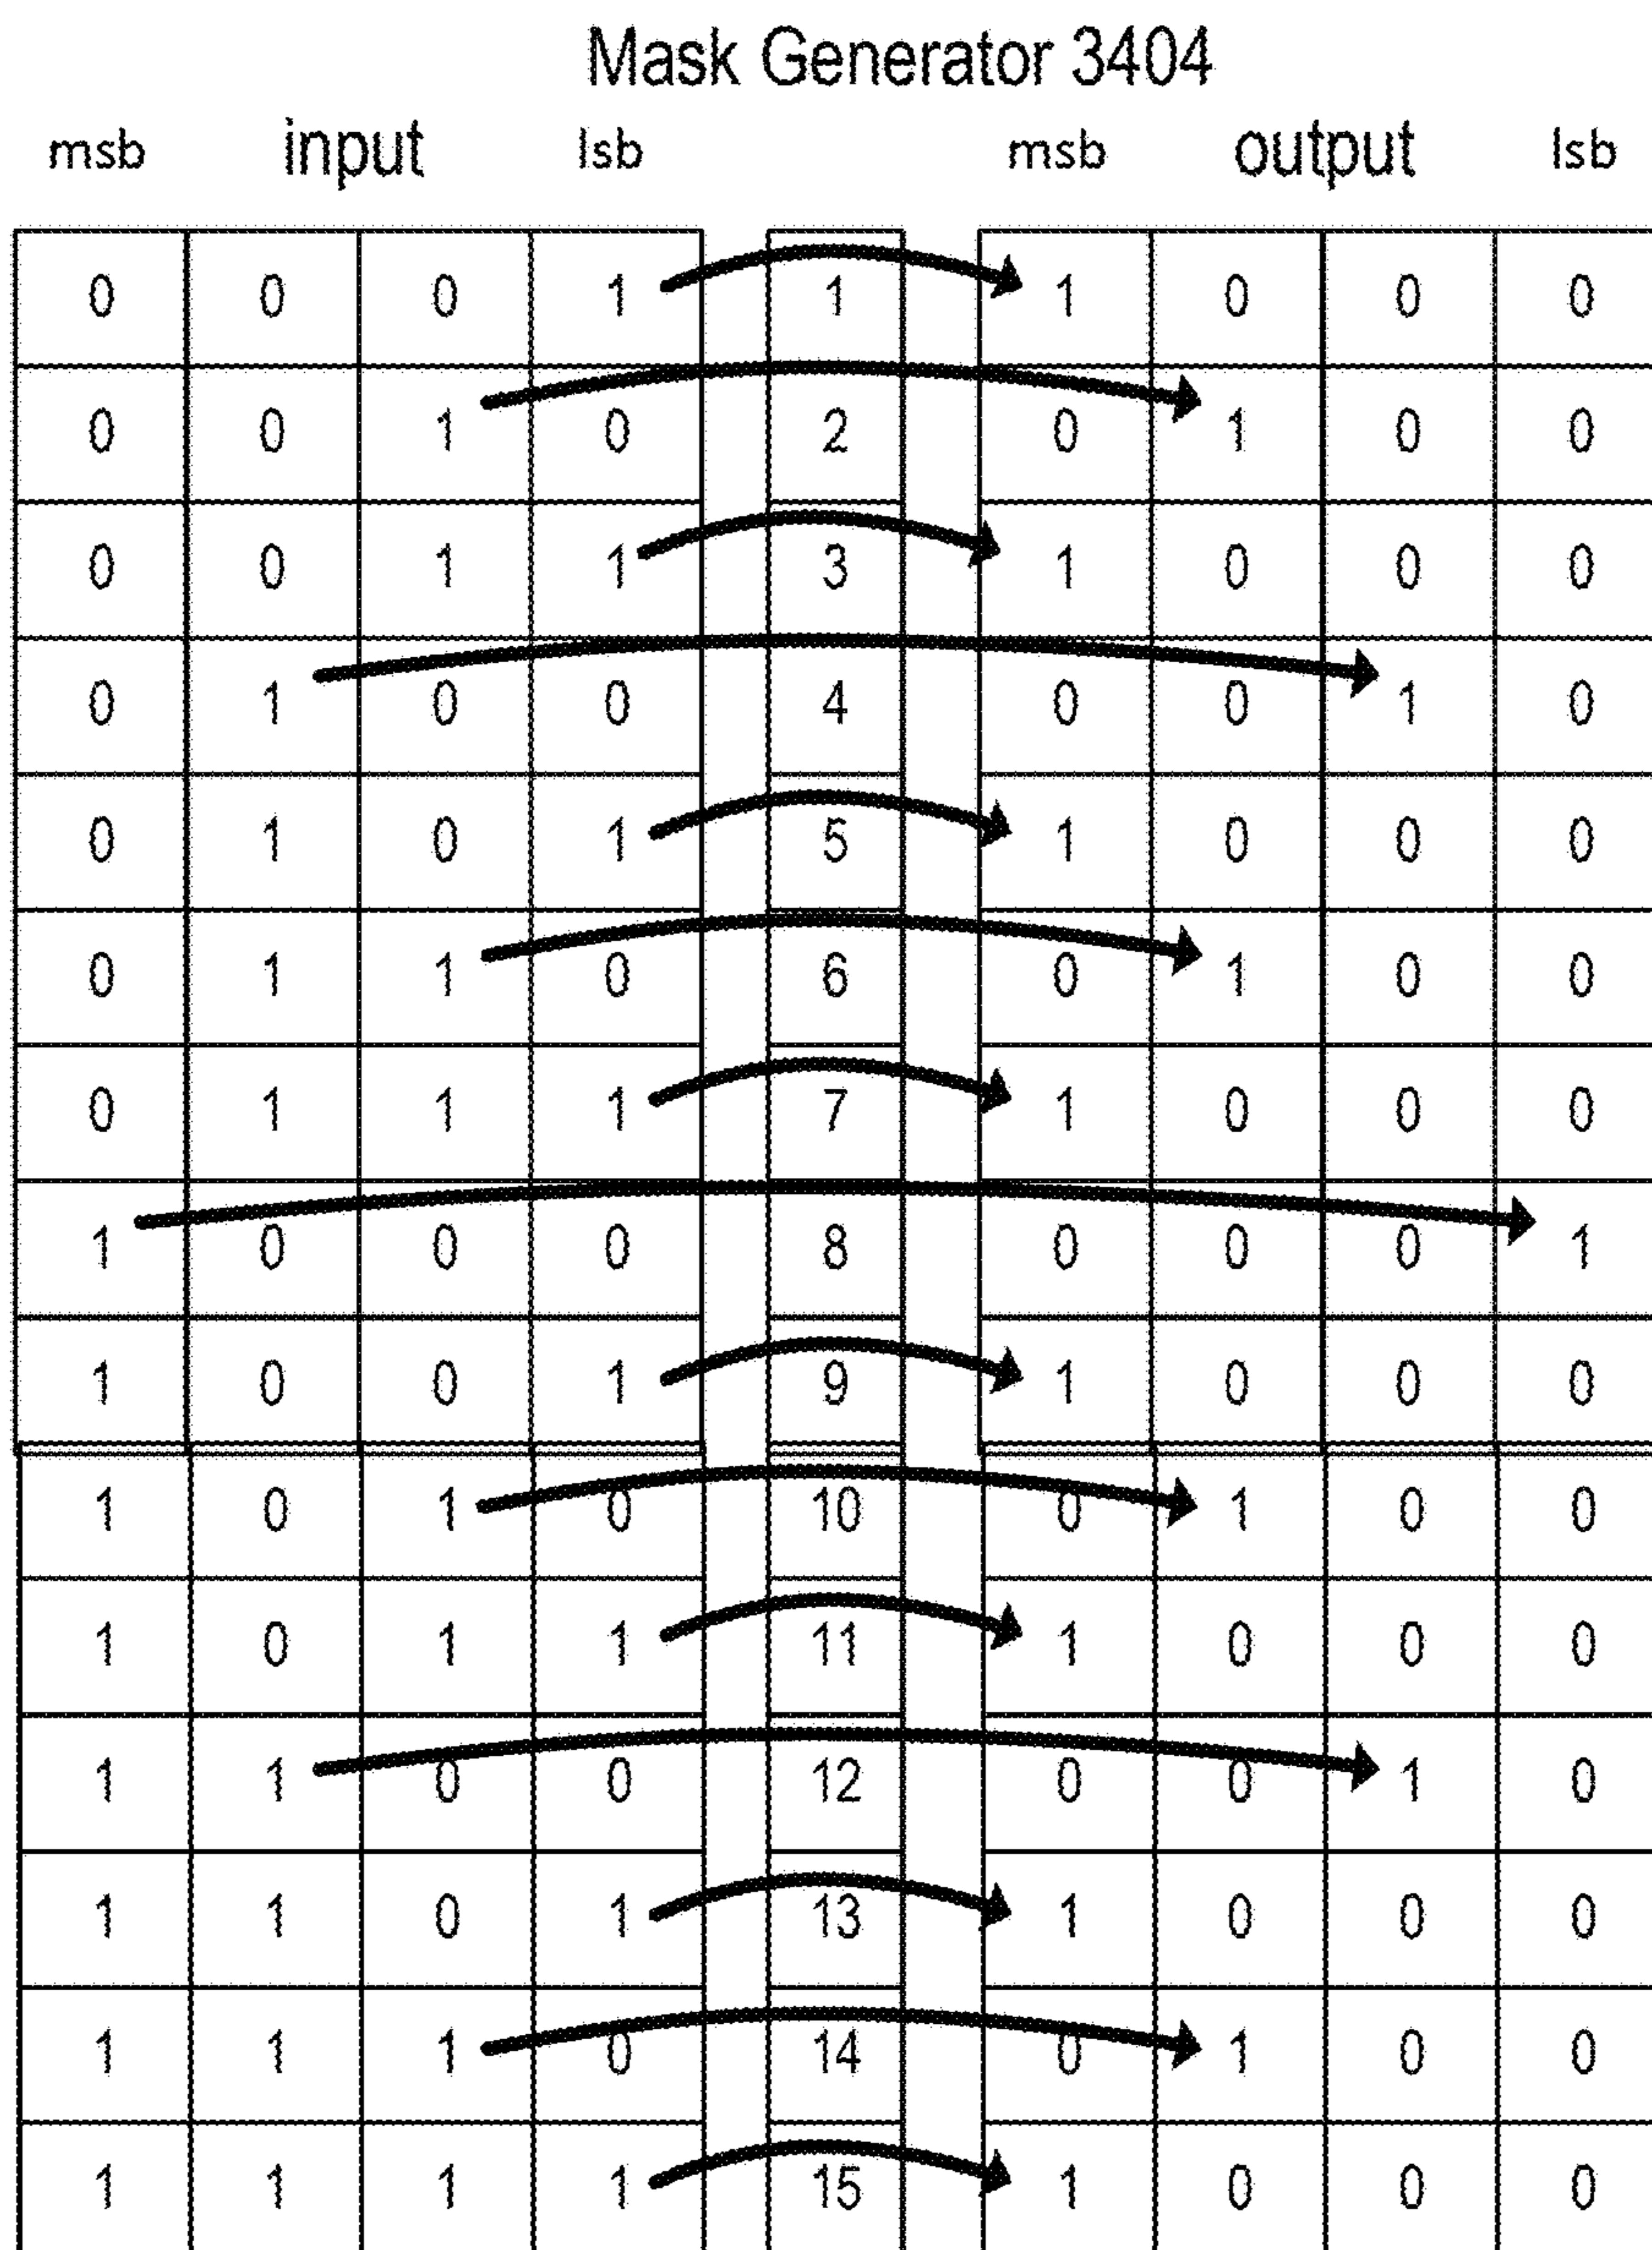 Mask Generator 3404
msb input lsb msb output lsb
0 0 0 1 1 1 0 0 0
0 0 1 0 2 0 1 0 0
0 0 1 1 3 1 0 0 0
0 1 0 0 4 0 0 1 0
0 1 0 1 5 1 0 0 0
0 1 1 0 6 0 1 0 0
0 1 1 1 7 1 0 0 0
1 0 0 0 8 0 0 0 1
1 0 0 1 9 1 0 0 0
1 0 1 0 10 0 1 0 0
1 0 1 1 11 1 0 0 0
1 1 0 0 12 0 0 1 0
1 1 0 1 13 1 0 0 0
1 1 1 0 14 0 1 0 0
1 1 1 1 15 1 0 0 0